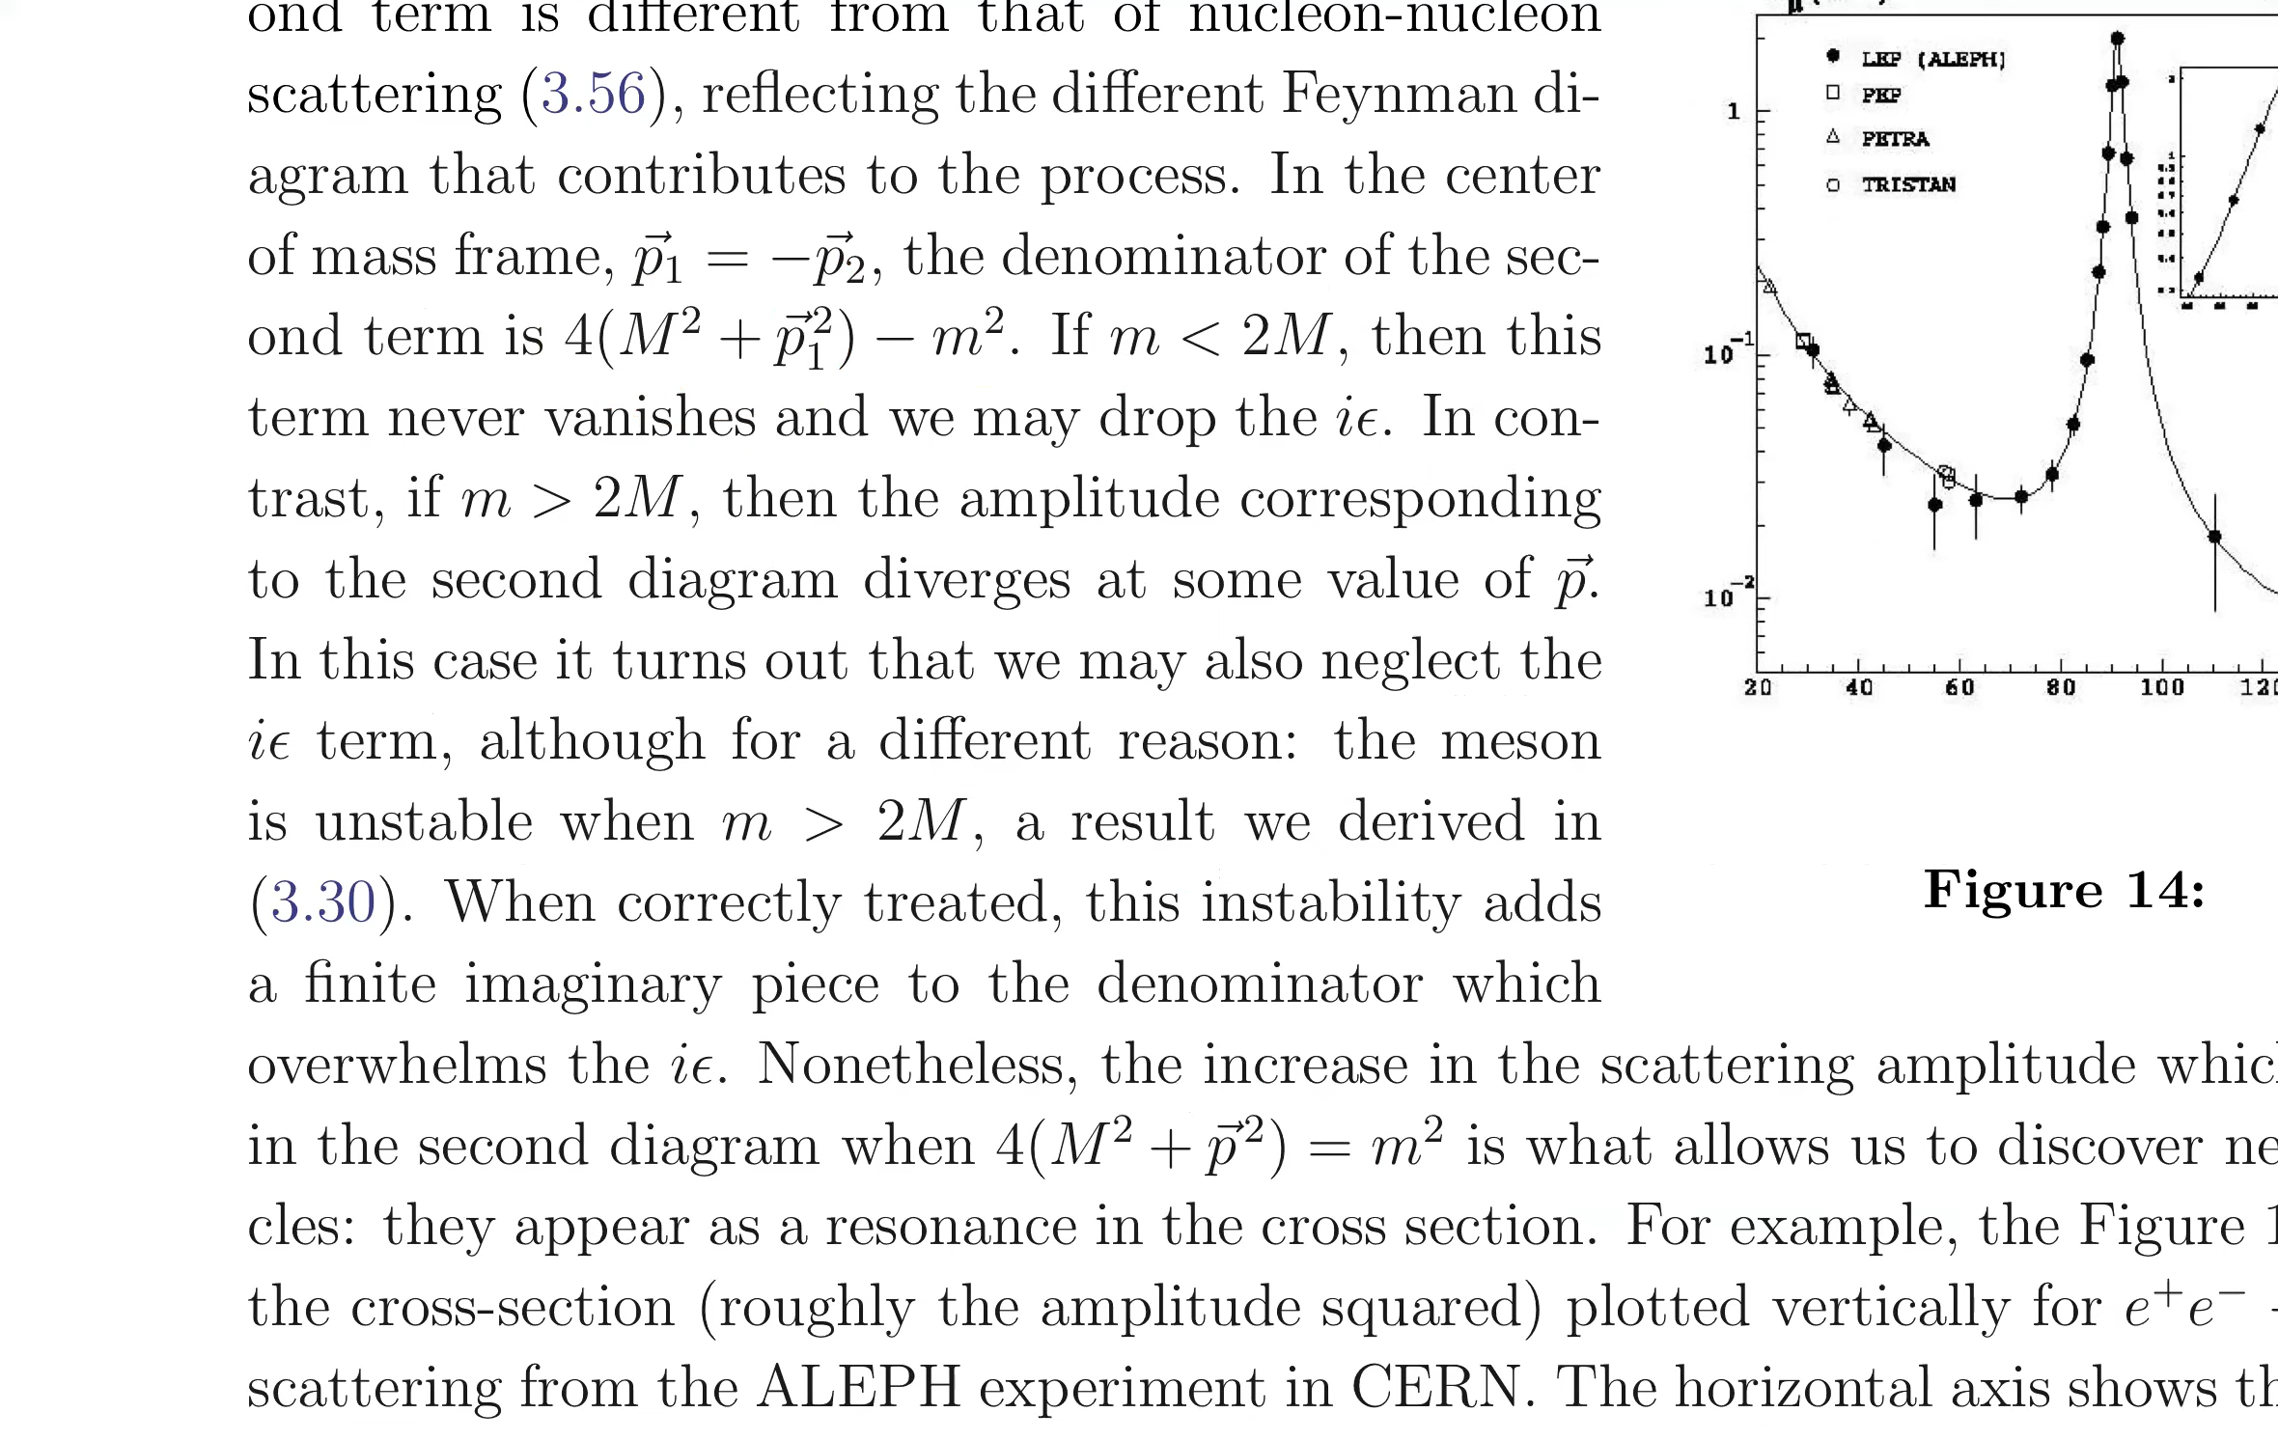 ond term is different from that of nucleon-nucleon
scattering (3.56), reflecting the different Feynman di-
agram that contributes to the process. In the center
of mass frame, p⃗₁ = −p⃗₂, the denominator of the sec-
ond term is 4(M² + p⃗₁²) − m². If m < 2M, then this
term never vanishes and we may drop the iϵ. In con-
trast, if m > 2M, then the amplitude corresponding
to the second diagram diverges at some value of p⃗.
In this case it turns out that we may also neglect the
iϵ term, although for a different reason: the meson
is unstable when m > 2M, a result we derived in
(3.30). When correctly treated, this instability adds
a finite imaginary piece to the denominator which
overwhelms the iϵ. Nonetheless, the increase in the scattering amplitude
in the second diagram when 4(M² + p⃗²) = m² is what allows us to discover
cles: they appear as a resonance in the cross section. For example, the Figure
the cross-section (roughly the amplitude squared) plotted vertically for e⁺e⁻
scattering from the ALEPH experiment in CERN. The horizontal axis shows
LEP (ALEPH)
PEP
PETRA
TRISTAN
1
10⁻¹
10⁻²
20 40 60 80 100
Figure 14: